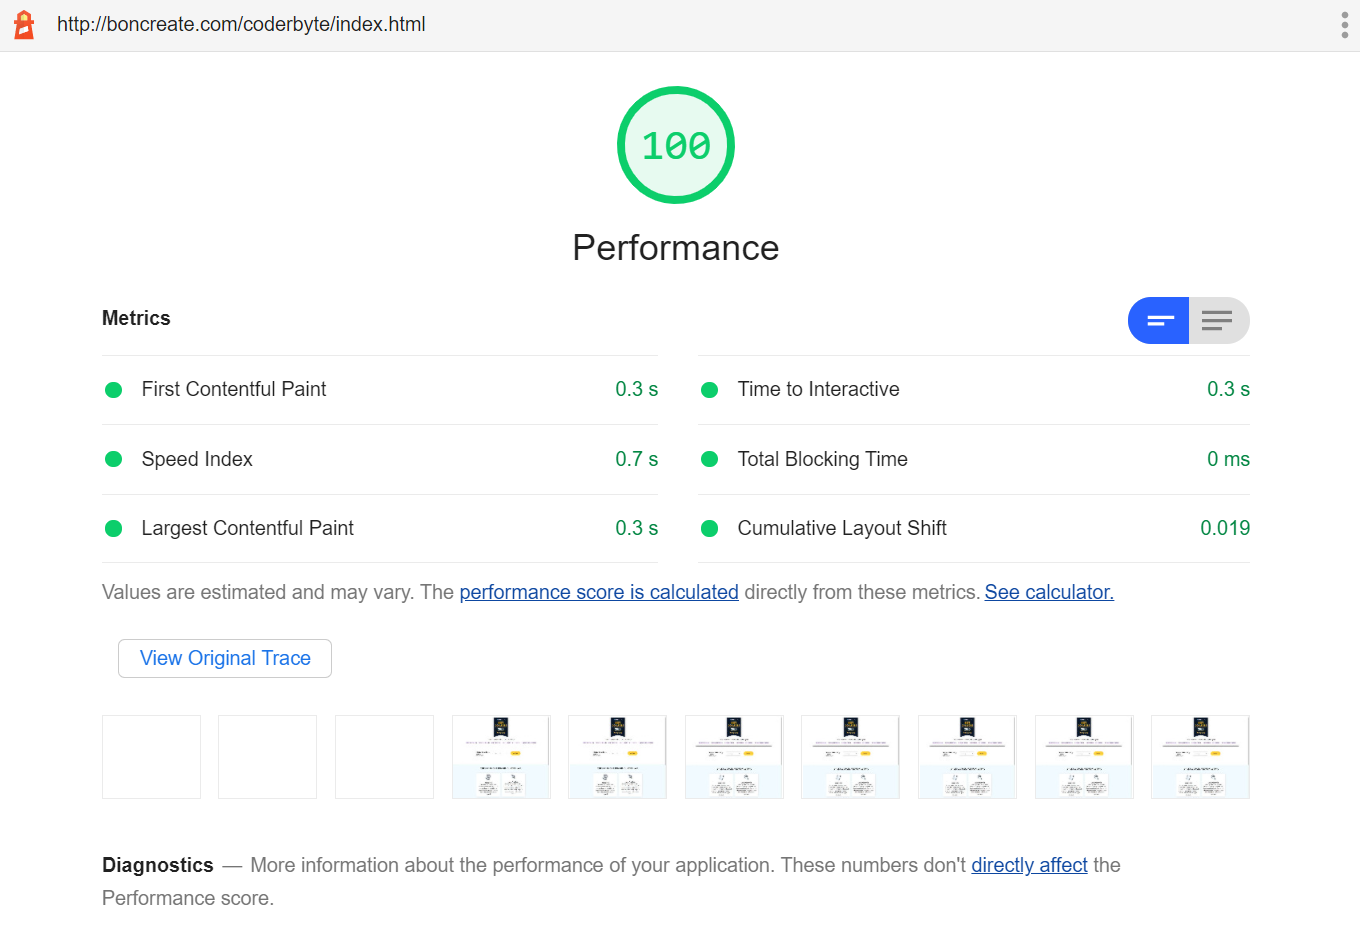 http://boncreate.com/coderbyte/index.html
100
Performance
Metrics
First Contentful Paint 0.3 s
Time to Interactive 0.3 s
Speed Index 0.7 s
Total Blocking Time 0 ms
Largest Contentful Paint 0.3 s
Cumulative Layout Shift 0.019
Values are estimated and may vary. The performance score is calculated directly from these metrics. See calculator.
View Original Trace
Diagnostics — More information about the performance of your application. These numbers don't directly affect the
Performance score.